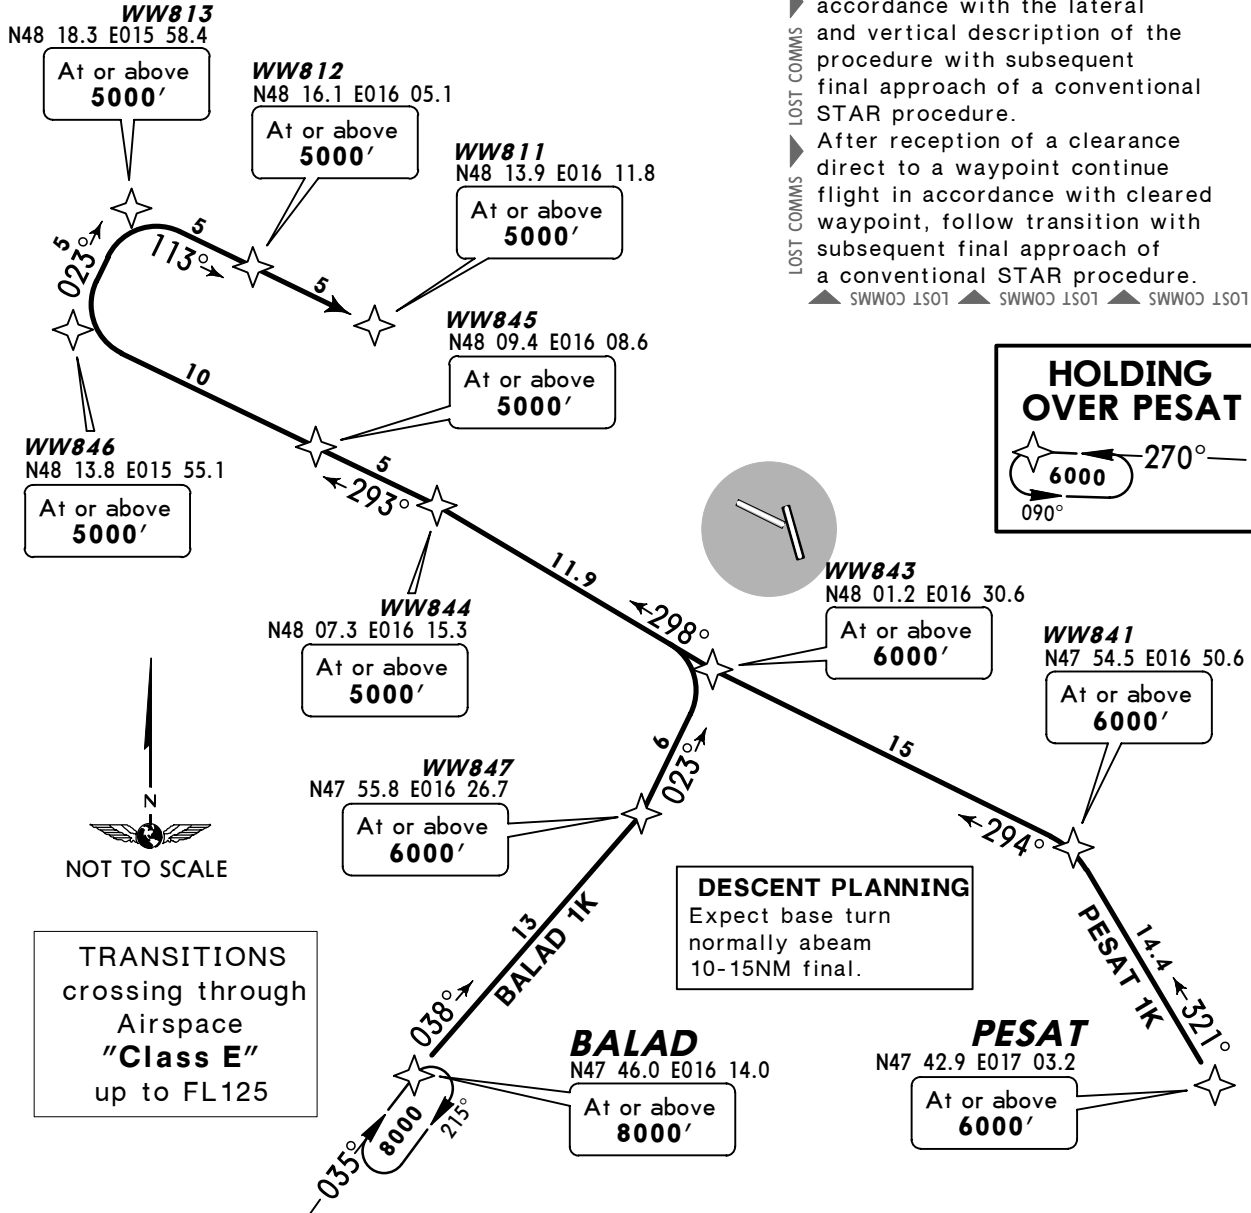 WW813
N48 18.3 E015 58.4
At or above
5000'
WW812
N48 16.1 E016 05.1
At or above
5000'
WW811
N48 13.9 E016 11.8
At or above
5000'
5
023°
5
113°
5
accordance with the lateral
and vertical description of the
procedure with subsequent
final approach of a conventional
STAR procedure.
After reception of a clearance
direct to a waypoint continue
flight in accordance with cleared
waypoint, follow transition with
subsequent final approach of
a conventional STAR procedure.
LOST COMMS
LOST COMMS
LOST COMMS
LOST COMMS
LOST COMMS
WW845
N48 09.4 E016 08.6
At or above
5000'
10
WW846
N48 13.8 E015 55.1
At or above
5000'
5
293°
HOLDING
OVER PESAT
270°
6000
090°
11.9
WW844
N48 07.3 E016 15.3
At or above
5000'
298°
WW843
N48 01.2 E016 30.6
At or above
6000'
WW841
N47 54.5 E016 50.6
At or above
6000'
15
294°
6
023°
WW847
N47 55.8 E016 26.7
At or above
6000'
N
NOT TO SCALE
DESCENT PLANNING
Expect base turn
normally abeam
10-15NM final.
13
BALAD 1K
038°
14.4
PESAT 1K
321°
TRANSITIONS
crossing through
Airspace
"Class E"
up to FL125
BALAD
N47 46.0 E016 14.0
At or above
8000'
8000
215°
035°
PESAT
N47 42.9 E017 03.2
At or above
6000'